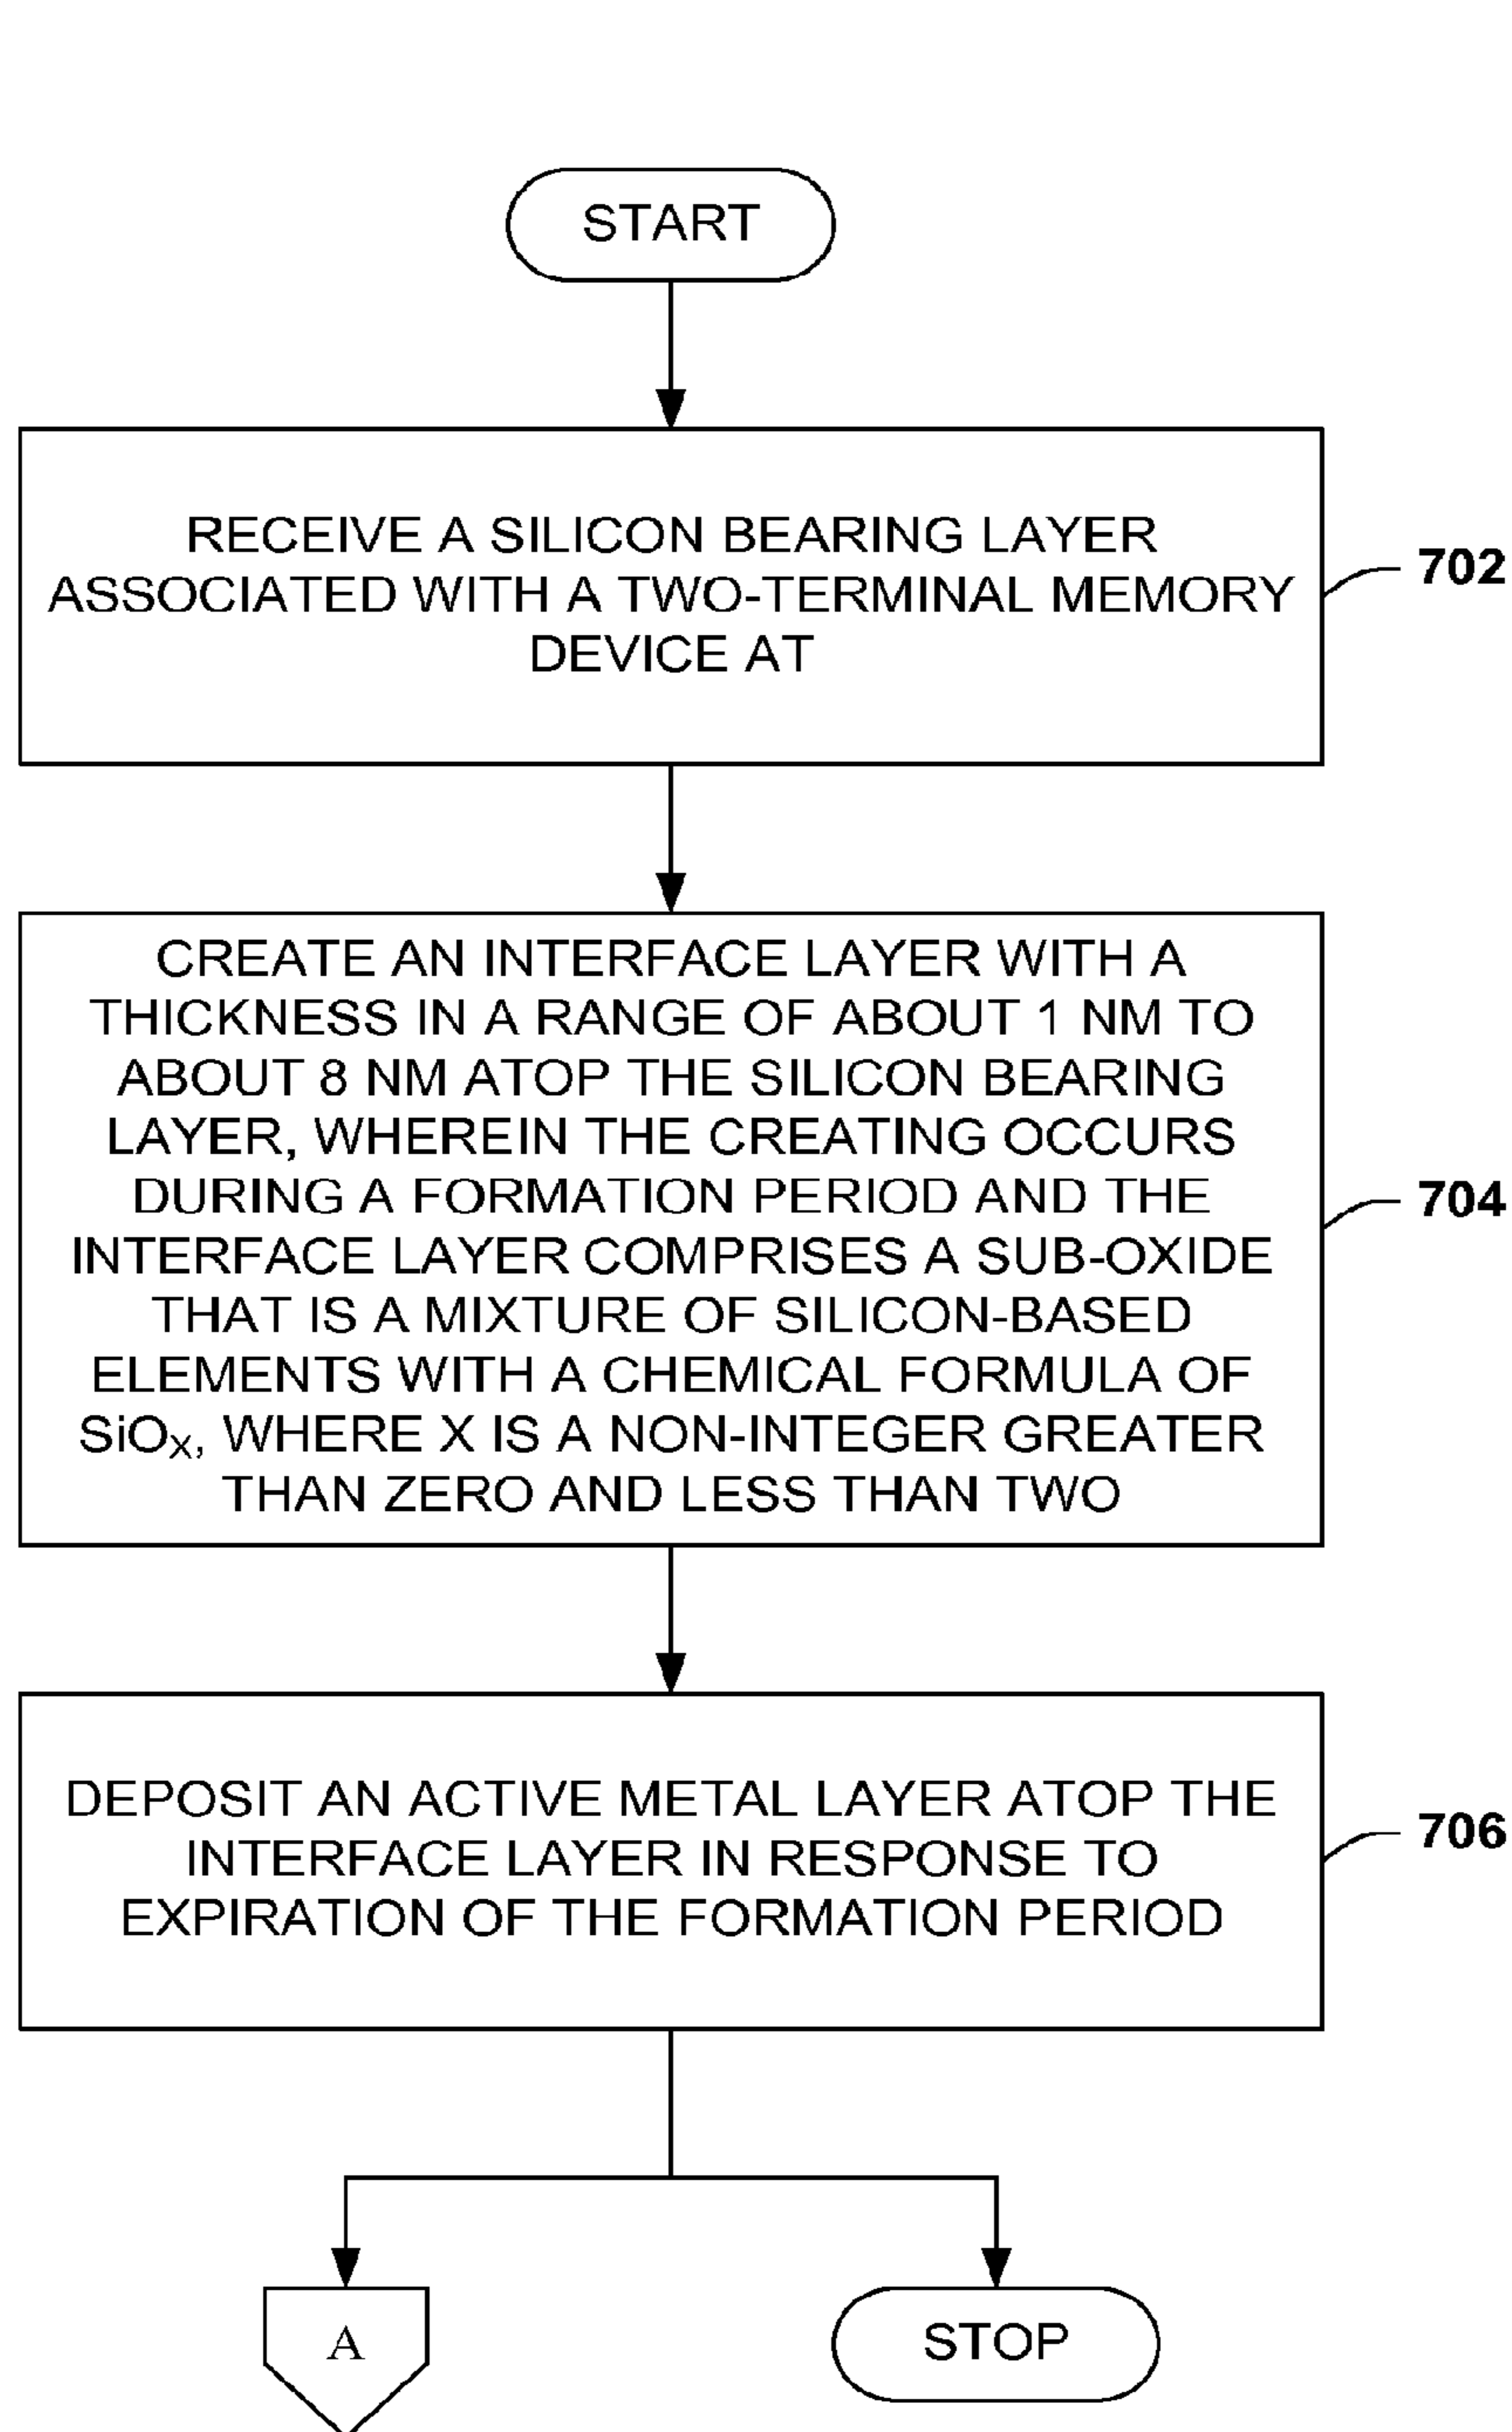 START
RECEIVE A SILICON BEARING LAYER
ASSOCIATED WITH A TWO-TERMINAL MEMORY
DEVICE AT
702
CREATE AN INTERFACE LAYER WITH A
THICKNESS IN A RANGE OF ABOUT 1 NM TO
ABOUT 8 NM ATOP THE SILICON BEARING
LAYER, WHEREIN THE CREATING OCCURS
DURING A FORMATION PERIOD AND THE
INTERFACE LAYER COMPRISES A SUB-OXIDE
THAT IS A MIXTURE OF SILICON-BASED
ELEMENTS WITH A CHEMICAL FORMULA OF
SiOX, WHERE X IS A NON-INTEGER GREATER
THAN ZERO AND LESS THAN TWO
704
DEPOSIT AN ACTIVE METAL LAYER ATOP THE
INTERFACE LAYER IN RESPONSE TO
EXPIRATION OF THE FORMATION PERIOD
706
A
STOP